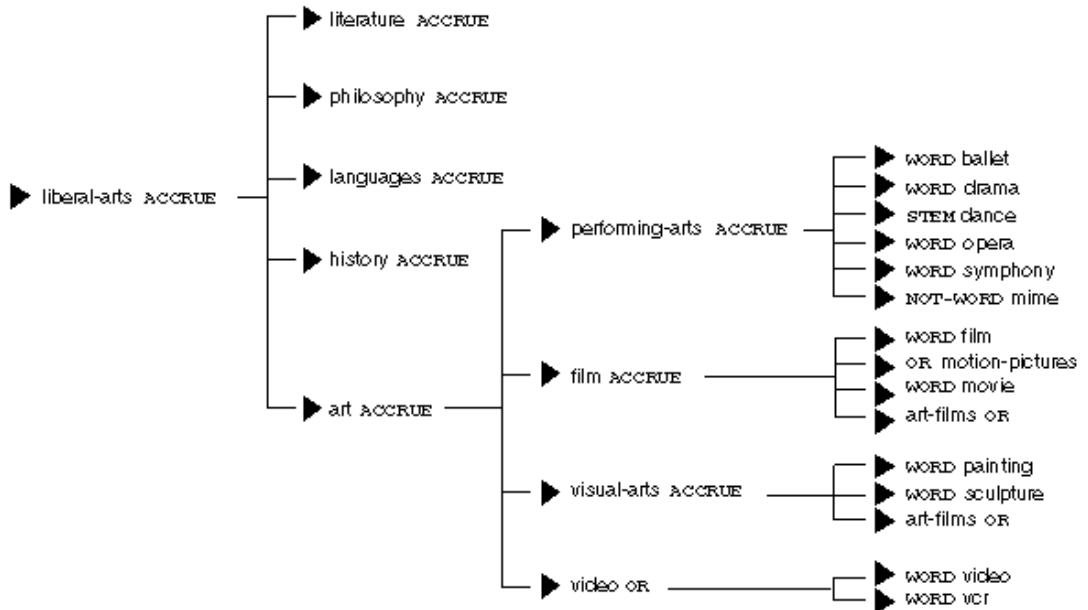 literature ACCRUE
philosophy ACCRUE
languages ACCRUE
liberal-arts ACCRUE
history ACCRUE
art ACCRUE
performing-arts ACCRUE
WORD ballet
WORD drama
STEM dance
WORD opera
WORD symphony
NOT-WORD mime
film ACCRUE
WORD film
OR motion-pictures
WORD movie
art-films OR
visual-arts ACCRUE
WORD painting
WORD sculpture
art-films OR
video OR
WORD video
WORD vcr